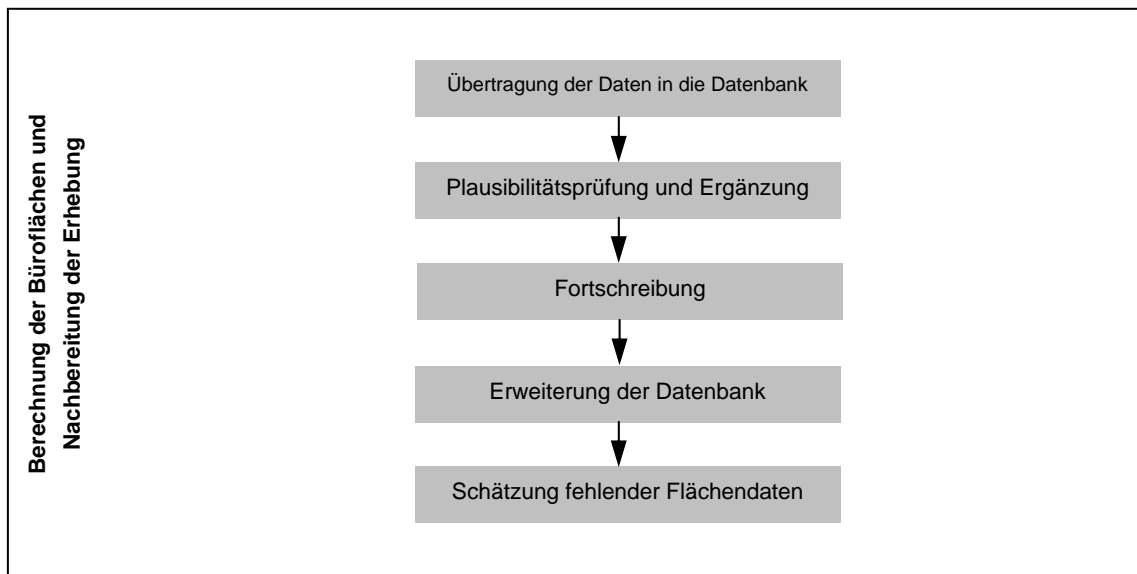 Berechnung der Büroflächen und
Nachbereitung der Erhebung
Übertragung der Daten in die Datenbank
Plausibilitätsprüfung und Ergänzung
Fortschreibung
Erweiterung der Datenbank
Schätzung fehlender Flächendaten